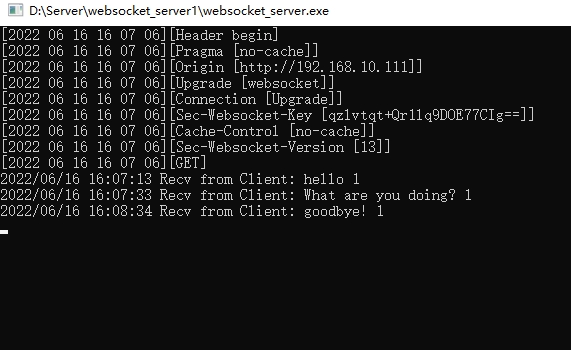 D:\Server\websocket_server1\websocket_server.exe
[2022 06 16 16 07 06][Header begin]
[2022 06 16 16 07 06][Pragma [no-cache]]
[2022 06 16 16 07 06][Origin [http://192.168.10.111]]
[2022 06 16 16 07 06][Upgrade [websocket]]
[2022 06 16 16 07 06][Connection [Upgrade]]
[2022 06 16 16 07 06][Sec-Websocket-Key [qzlvtqt+Qr1lq9DOE77CIg==]]
[2022 06 16 16 07 06][Cache-Control [no-cache]]
[2022 06 16 16 07 06][Sec-Websocket-Version [13]]
[2022 06 16 16 07 06][GET]
2022/06/16 16:07:13 Recv from Client: hello 1
2022/06/16 16:07:33 Recv from Client: What are you doing? 1
2022/06/16 16:08:34 Recv from Client: goodbye! 1